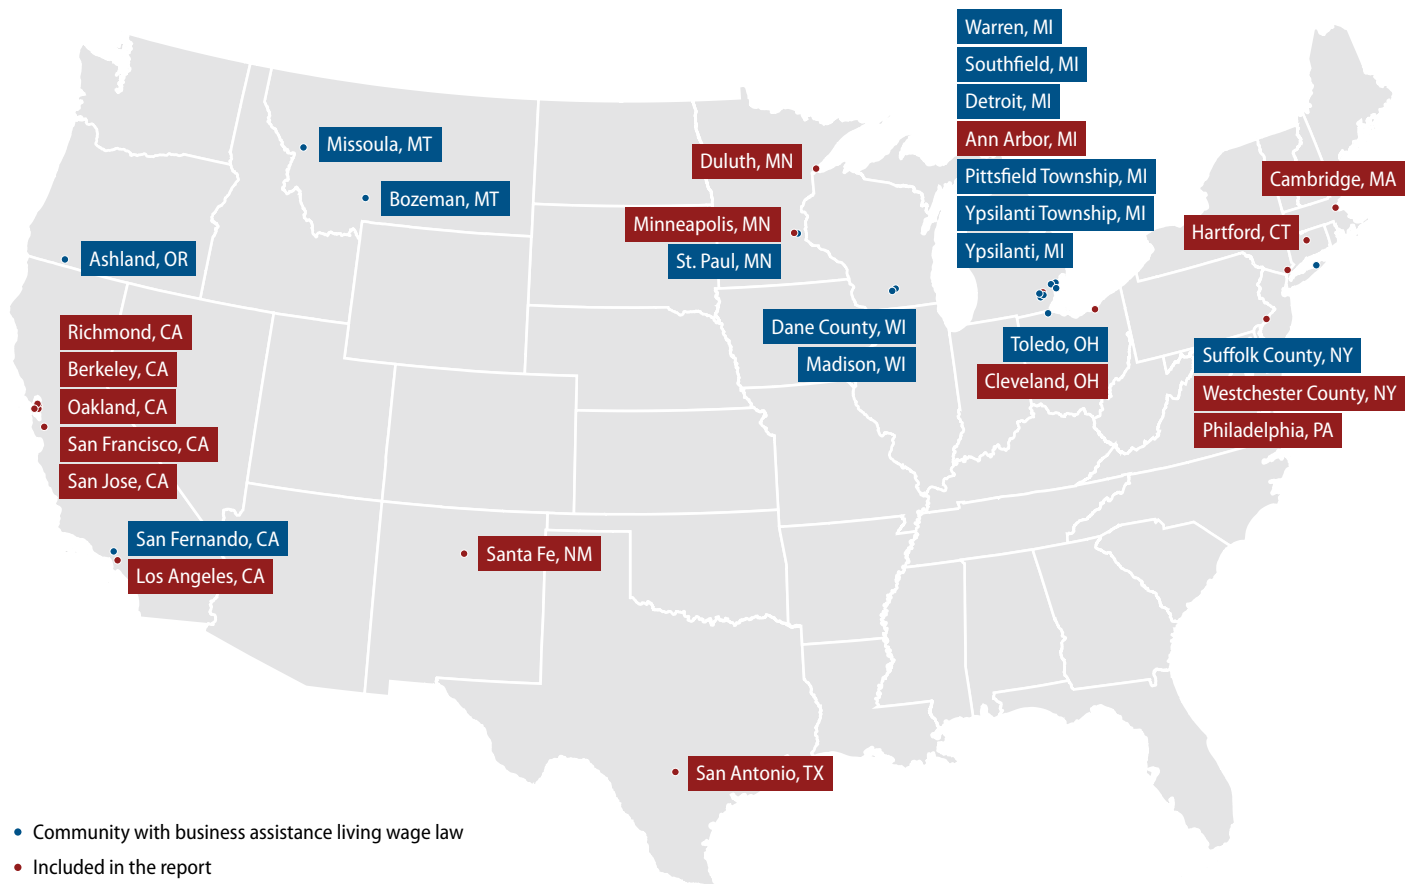 Warren, MI
Southfield, MI
Detroit, MI
Ann Arbor, MI
Pittsfield Township, MI
Ypsilanti Township, MI
Ypsilanti, MI
Missoula, MT
Bozeman, MT
Duluth, MN
Minneapolis, MN
St. Paul, MN
Cambridge, MA
Hartford, CT
Ashland, OR
Richmond, CA
Berkeley, CA
Oakland, CA
San Francisco, CA
San Jose, CA
Dane County, WI
Madison, WI
Toledo, OH
Cleveland, OH
Suffolk County, NY
Westchester County, NY
Philadelphia, PA
San Fernando, CA
Los Angeles, CA
Santa Fe, NM
San Antonio, TX
Community with business assistance living wage law
Included in the report